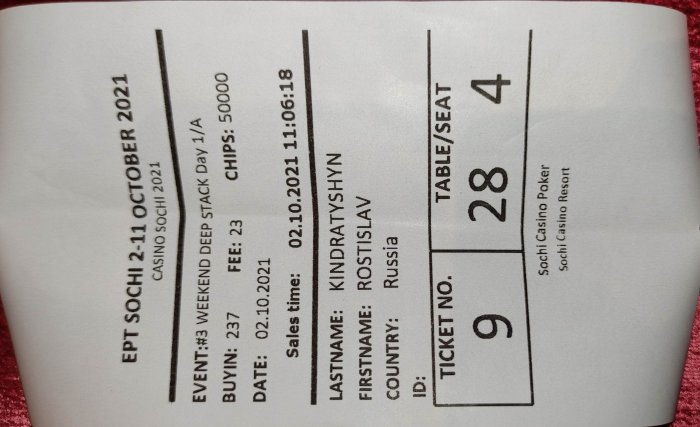 EPT SOCHI 2-11 OCTOBER 2021
CASINO SOCHI 2021
EVENT:#3 WEEKEND DEEP STACK Day 1/A
BUYIN: 237 FEE: 23 CHIPS: 50000
DATE: 02.10.2021
Sales time: 02.10.2021 11:06:18
LASTNAME: KINDRATYSHYN
FIRSTNAME: ROSTISLAV
COUNTRY: Russia
ID:
TICKET NO. TABLE/SEAT
9 28 4
Sochi Casino Poker
Sochi Casino Resort